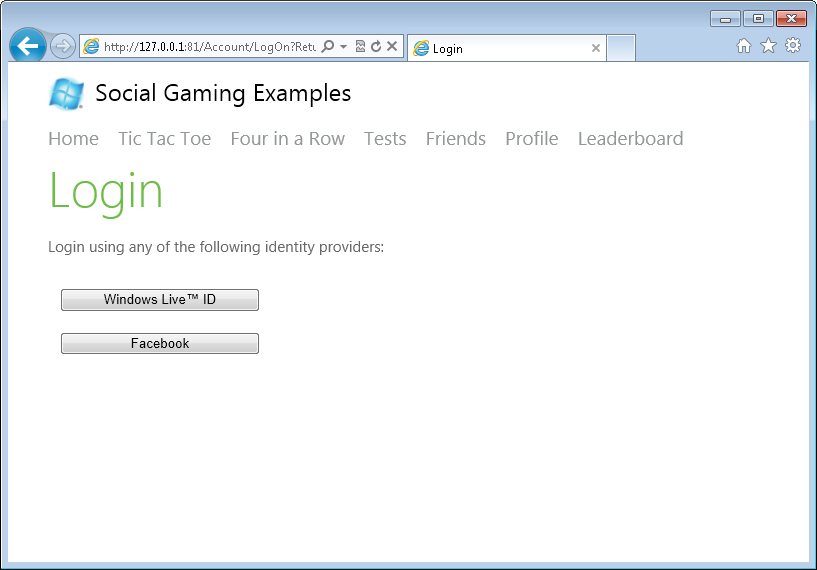 http://127.0.0.1:81/Account/LogOn?Retu
Login
Social Gaming Examples
Home Tic Tac Toe Four in a Row Tests Friends Profile Leaderboard
Login
Login using any of the following identity providers:
Windows Live™ ID
Facebook